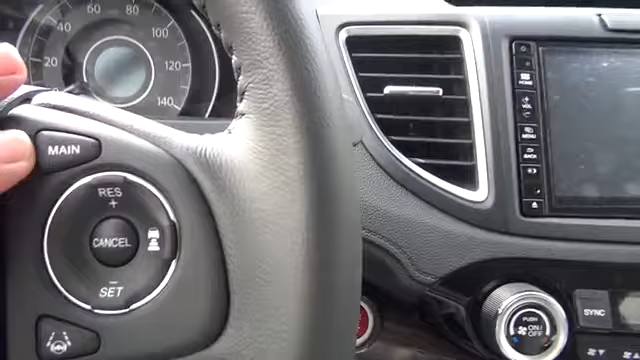 20
40
60
80
100
120
140
MAIN
RES
+
CANCEL
−
SET
HOME
+
VOL
−
MENU
BACK
PUSH
ON/
OFF
SYNC